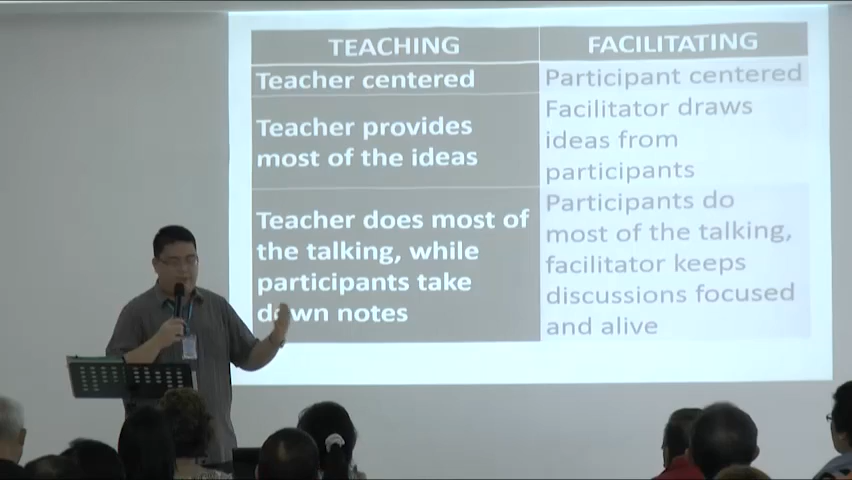 TEACHING
FACILITATING
Teacher centered
Participant centered
Teacher provides
most of the ideas
Facilitator draws
ideas from
participants
Teacher does most of
the talking, while
participants take
down notes
Participants do
most of the talking,
facilitator keeps
discussions focused
and alive